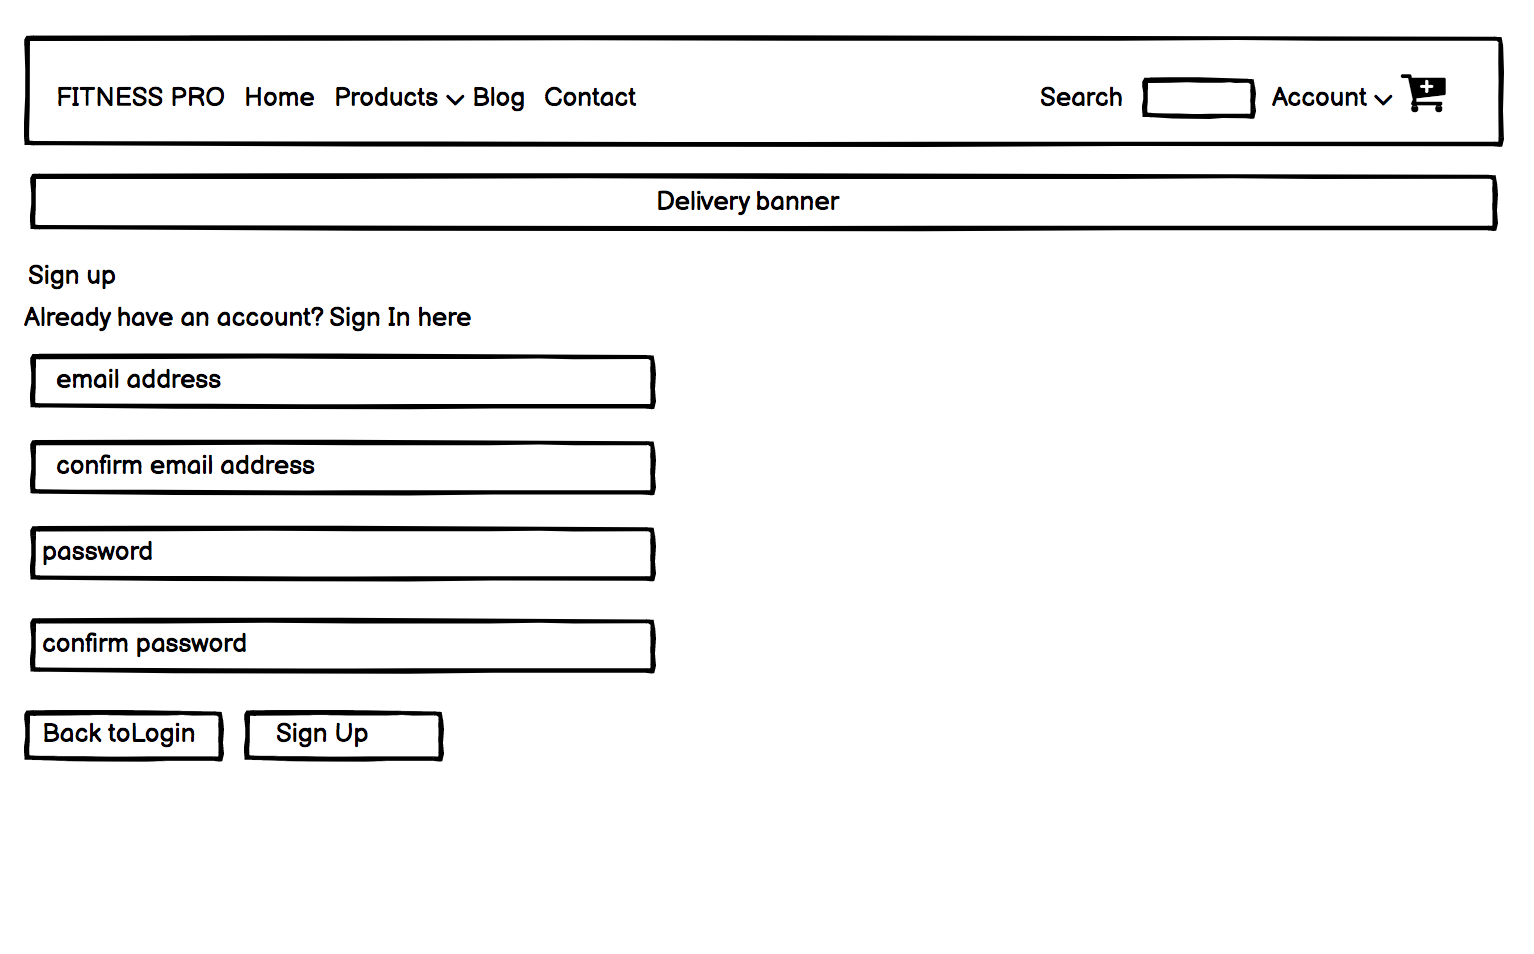 FITNESS PRO Home Products Blog Contact Search Account
Delivery banner
Sign up
Already have an account? Sign In here
email address
confirm email address
password
confirm password
Back toLogin Sign Up